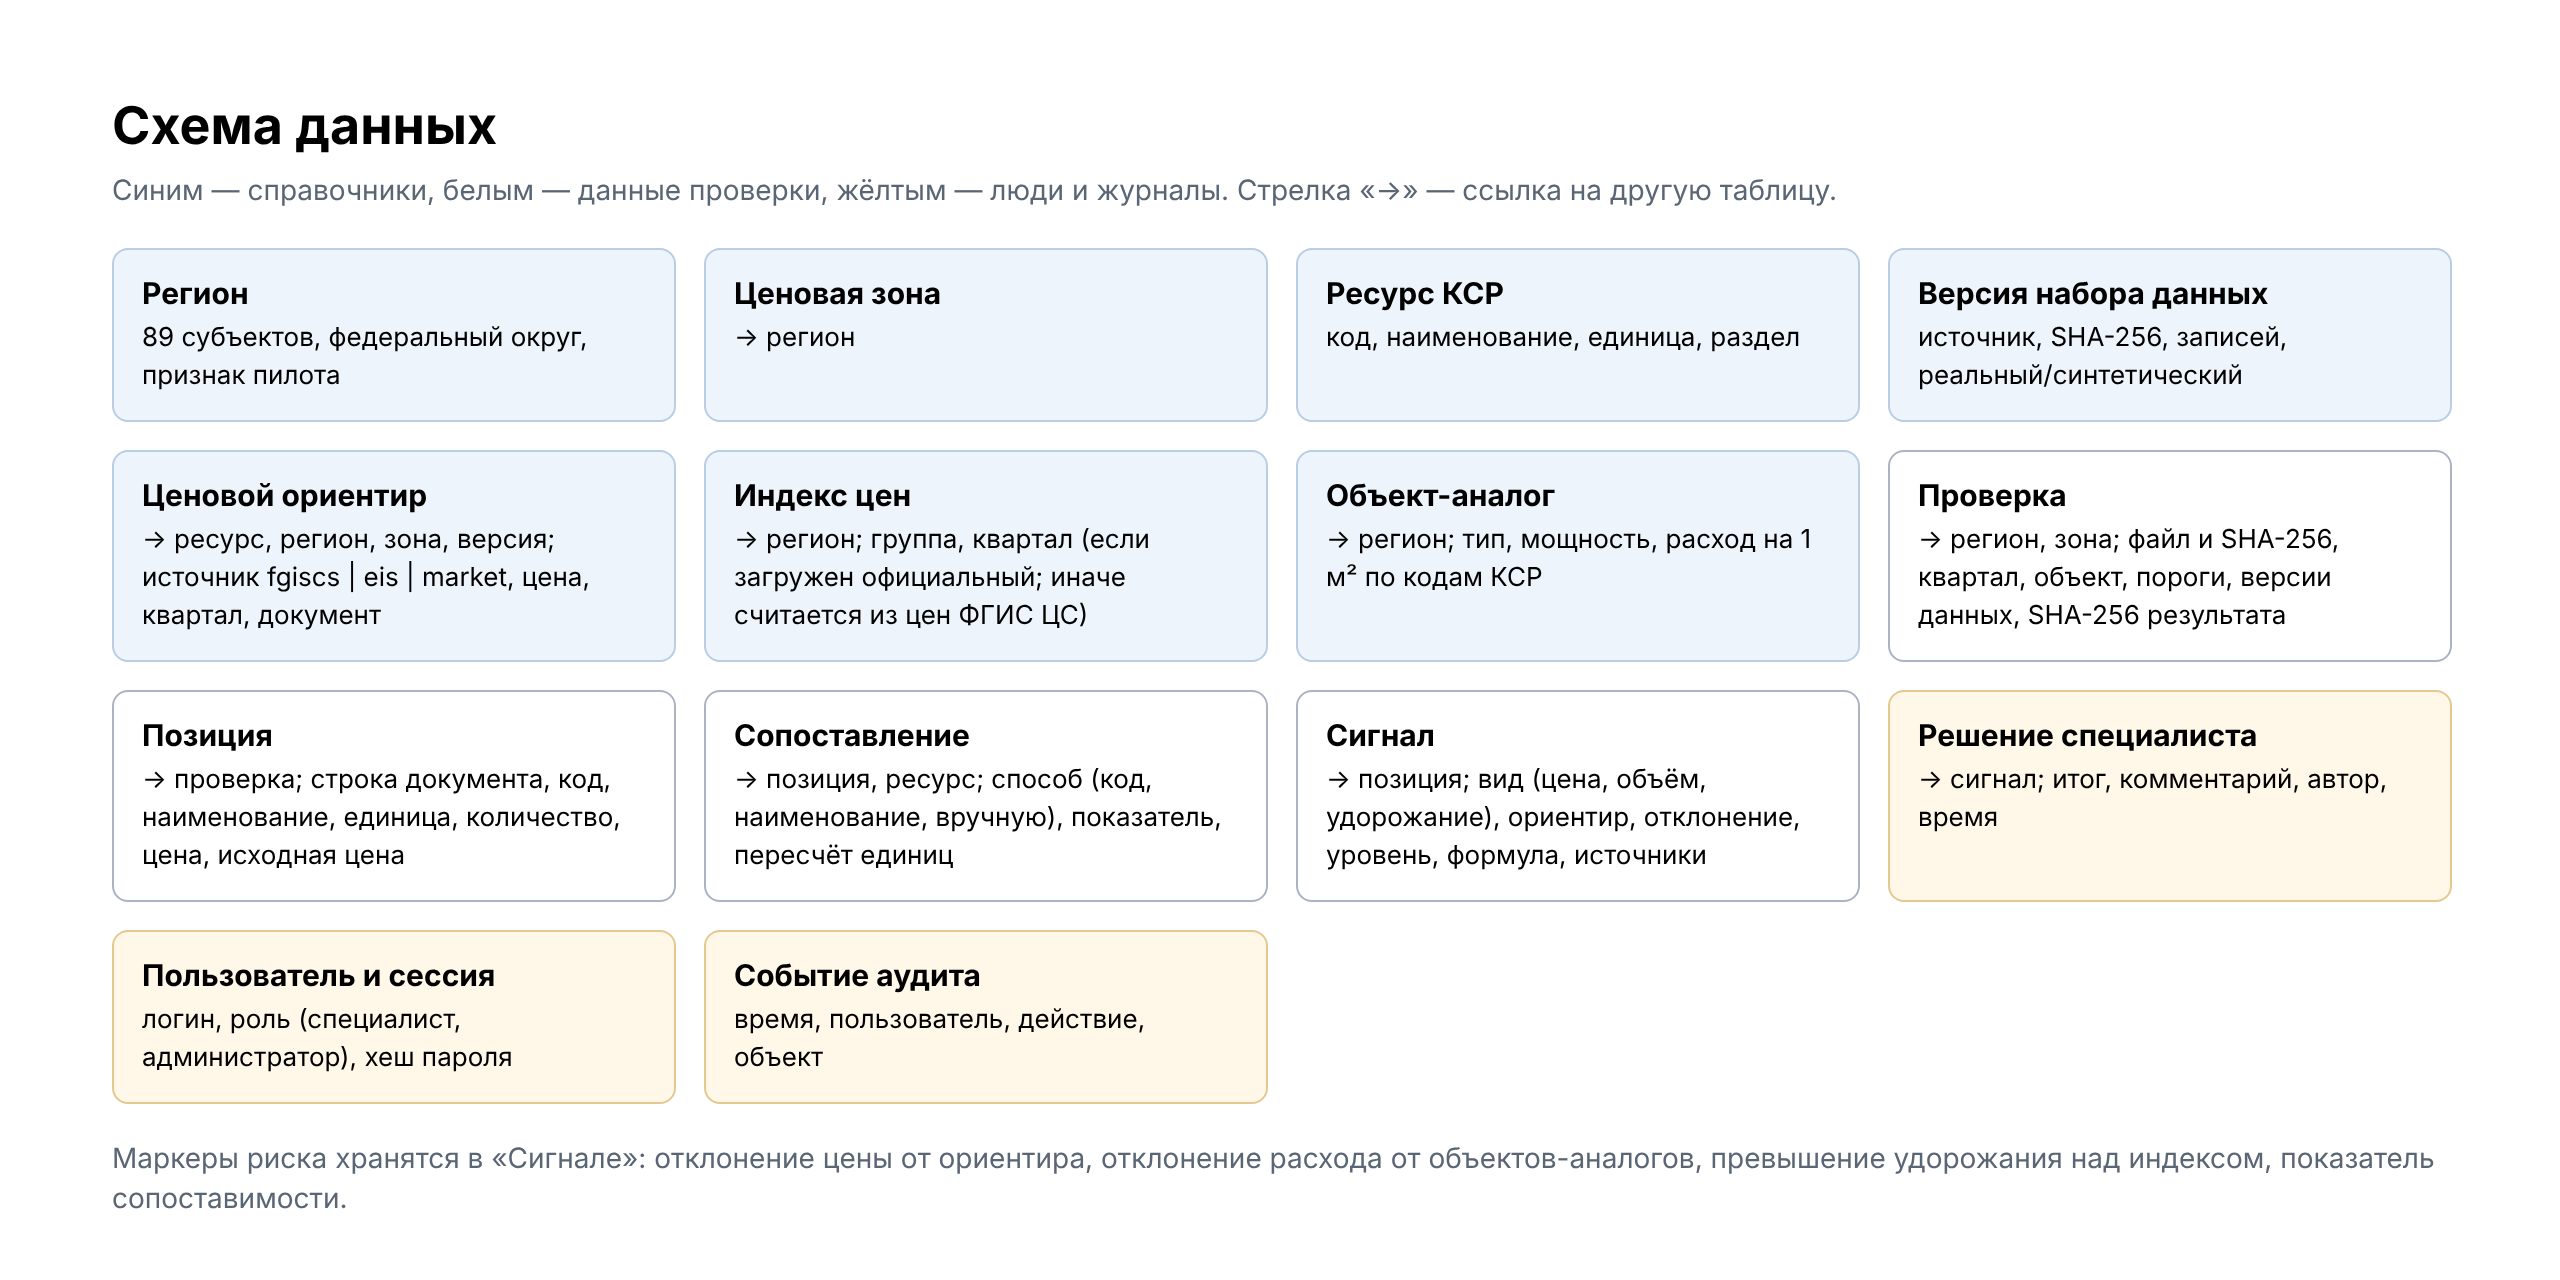 Схема данных
Синим — справочники, белым — данные проверки, жёлтым — люди и журналы. Стрелка «→» — ссылка на другую таблицу.
Регион
89 субъектов, федеральный округ,
признак пилота
Ценовая зона
→ регион
Ресурс КСР
код, наименование, единица, раздел
Версия набора данных
источник, SHA-256, записей,
реальный/синтетический
Ценовой ориентир
→ ресурс, регион, зона, версия;
источник fgiscs | eis | market, цена,
квартал, документ
Индекс цен
→ регион; группа, квартал (если
загружен официальный; иначе
считается из цен ФГИС ЦС)
Объект-аналог
→ регион; тип, мощность, расход на 1
м² по кодам КСР
Проверка
→ регион, зона; файл и SHA-256,
квартал, объект, пороги, версии
данных, SHA-256 результата
Позиция
→ проверка; строка документа, код,
наименование, единица, количество,
цена, исходная цена
Сопоставление
→ позиция, ресурс; способ (код,
наименование, вручную), показатель,
пересчёт единиц
Сигнал
→ позиция; вид (цена, объём,
удорожание), ориентир, отклонение,
уровень, формула, источники
Решение специалиста
→ сигнал; итог, комментарий, автор,
время
Пользователь и сессия
логин, роль (специалист,
администратор), хеш пароля
Событие аудита
время, пользователь, действие,
объект
Маркеры риска хранятся в «Сигнале»: отклонение цены от ориентира, отклонение расхода от объектов-аналогов, превышение удорожания над индексом, показатель
сопоставимости.